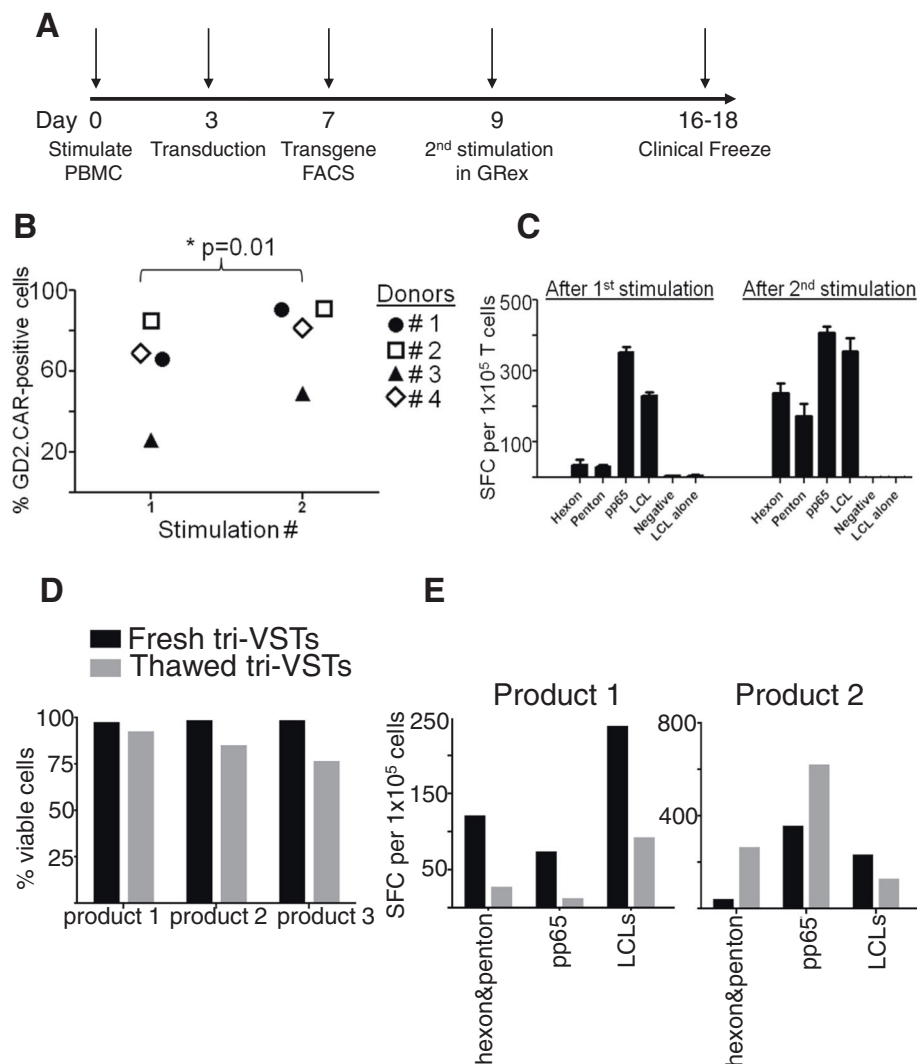 A
Day 0 3 7 9 16-18
Stimulate PBMC
Transduction
Transgene FACS
2nd stimulation in GRex
Clinical Freeze
B
* p=0.01
% GD2.CAR-positive cells
100
60
20
1 2
Stimulation #
Donors
# 1
# 2
# 3
# 4
C
After 1st stimulation
After 2nd stimulation
SFC per 1x10⁵ T cells
500
300
100
Hexon
Penton
pp65
LCL
Negative
LCL alone
Hexon
Penton
pp65
LCL
Negative
LCL alone
D
Fresh tri-VSTs
Thawed tri-VSTs
% viable cells
100
75
50
25
product 1
product 2
product 3
E
Product 1
SFC per 1x10⁵ cells
250
150
50
hexon&penton
pp65
LCLs
Product 2
800
400
hexon&penton
pp65
LCLs